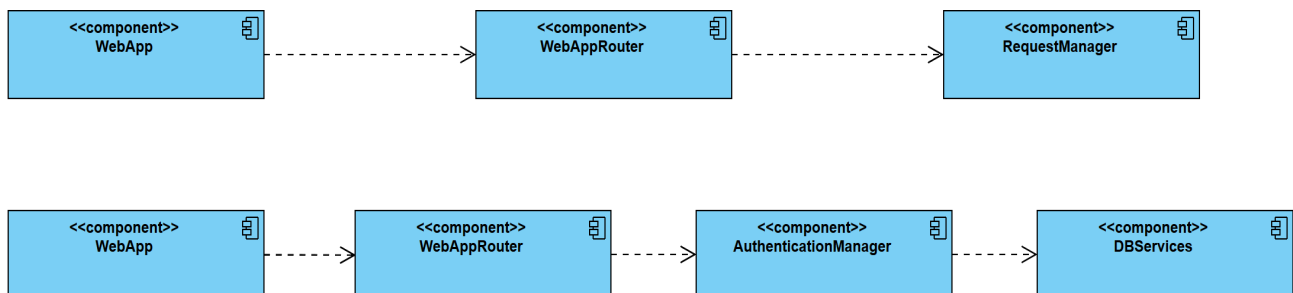 <<component>>
WebApp
<<component>>
WebAppRouter
<<component>>
RequestManager
<<component>>
WebApp
<<component>>
WebAppRouter
<<component>>
AuthenticationManager
<<component>>
DBServices